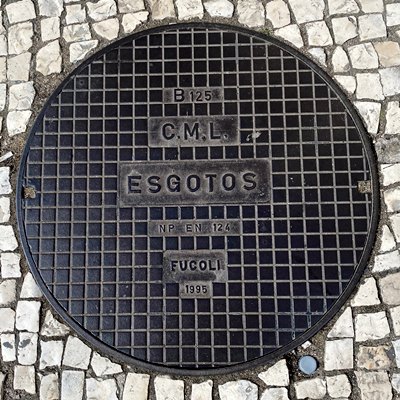 B 125
C.M.L.
ESGOTOS
NP EN 124
FUCOLI
1995